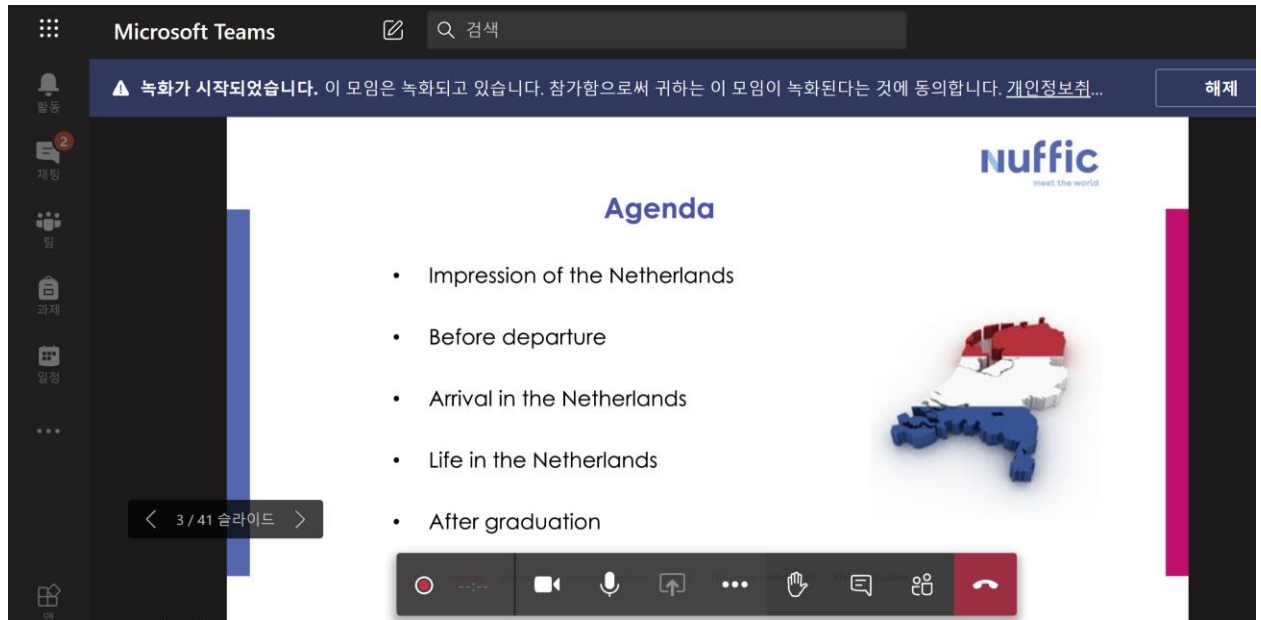 Microsoft Teams
검색
녹화가 시작되었습니다. 이 모임은 녹화되고 있습니다. 참가함으로써 귀하는 이 모임이 녹화된다는 것에 동의합니다. 개인정보취...
해제
활동
2
채팅
팀
과제
일정
앱
Nuffic
meet the world
Agenda
• Impression of the Netherlands
• Before departure
• Arrival in the Netherlands
• Life in the Netherlands
• After graduation
3 / 41 슬라이드
--:--